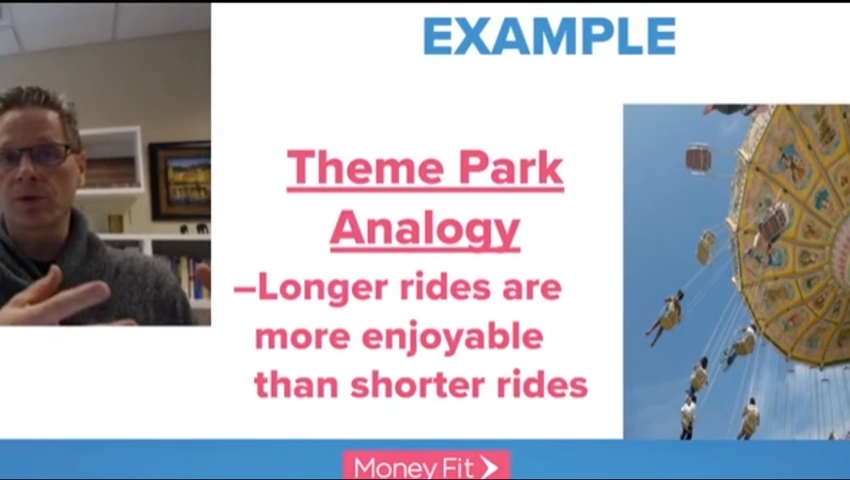 EXAMPLE
Theme Park
Analogy
–Longer rides are
more enjoyable
than shorter rides
Money Fit